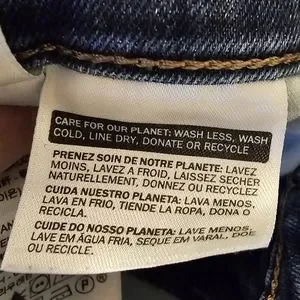 CARE FOR OUR PLANET: WASH LESS, WASH
COLD, LINE DRY, DONATE OR RECYCLE
PRENEZ SOIN DE NOTRE PLANETE: LAVEZ
MOINS, LAVEZ A FROID, LAISSEZ SÉCHER
NATURELLEMENT, DONNEZ OU RECYCLEZ
CUIDA NUESTRO PLANETA: LAVA MENOS,
LAVA EN FRIO, TIENDE LA ROPA, DONA O
RECICLA.
CUIDE DO NOSSO PLANETA: LAVE MENOS,
LAVE EM ÁGUA FRIA, SEQUE EM VARAL, DOE
OU RECICLE.